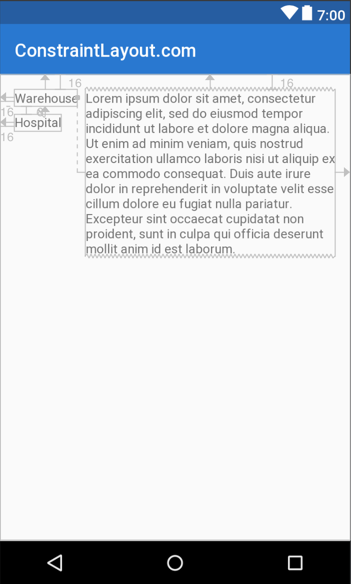 7:00
ConstraintLayout.com
16
16
Warehouse
16
8
Hospital
16
Lorem ipsum dolor sit amet, consectetur
adipiscing elit, sed do eiusmod tempor
incididunt ut labore et dolore magna aliqua.
Ut enim ad minim veniam, quis nostrud
exercitation ullamco laboris nisi ut aliquip ex
ea commodo consequat. Duis aute irure
dolor in reprehenderit in voluptate velit esse
cillum dolore eu fugiat nulla pariatur.
Excepteur sint occaecat cupidatat non
proident, sunt in culpa qui officia deserunt
mollit anim id est laborum.